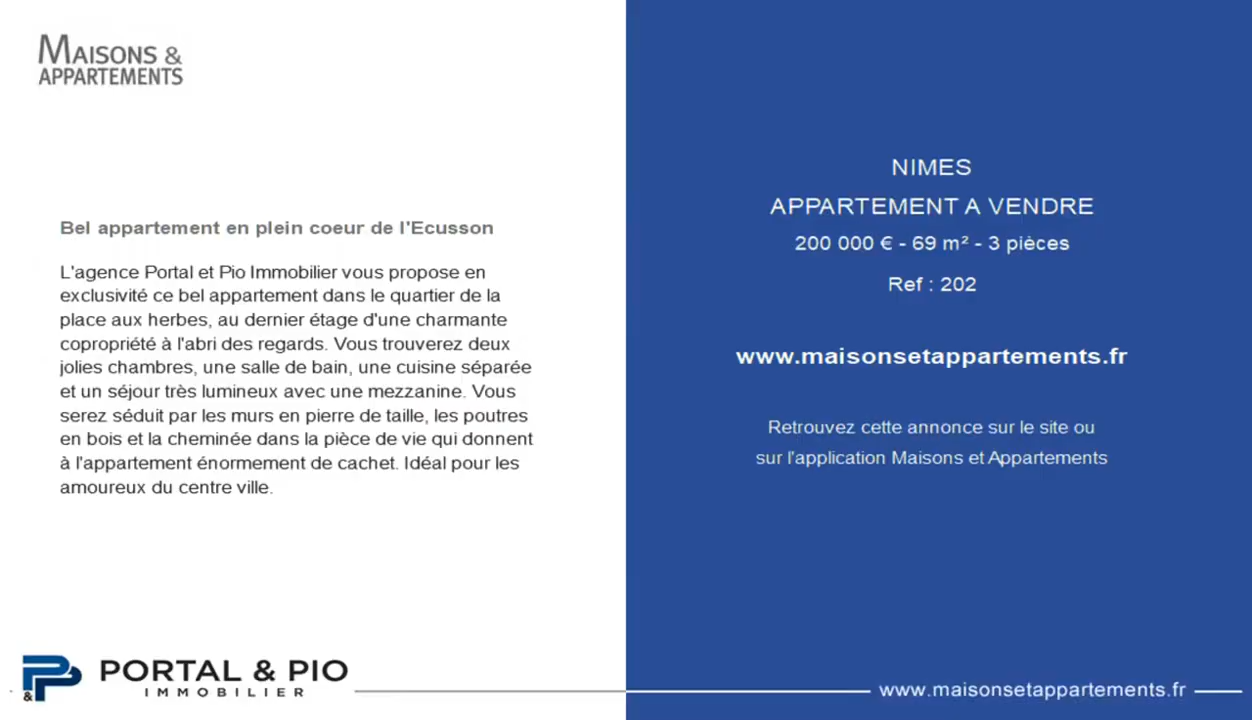 MAISONS &
APPARTEMENTS
Bel appartement en plein coeur de l'Ecusson
L'agence Portal et Pio Immobilier vous propose en
exclusivité ce bel appartement dans le quartier de la
place aux herbes, au dernier étage d'une charmante
copropriété à l'abri des regards. Vous trouverez deux
jolies chambres, une salle de bain, une cuisine séparée
et un séjour très lumineux avec une mezzanine. Vous
serez séduit par les murs en pierre de taille, les poutres
en bois et la cheminée dans la pièce de vie qui donnent
à l'appartement énormement de cachet. Idéal pour les
amoureux du centre ville.
P&P
PORTAL & PIO
IMMOBILIER
NIMES
APPARTEMENT A VENDRE
200 000 € - 69 m² - 3 pièces
Ref : 202
www.maisonsetappartements.fr
Retrouvez cette annonce sur le site ou
sur l'application Maisons et Appartements
www.maisonsetappartements.fr